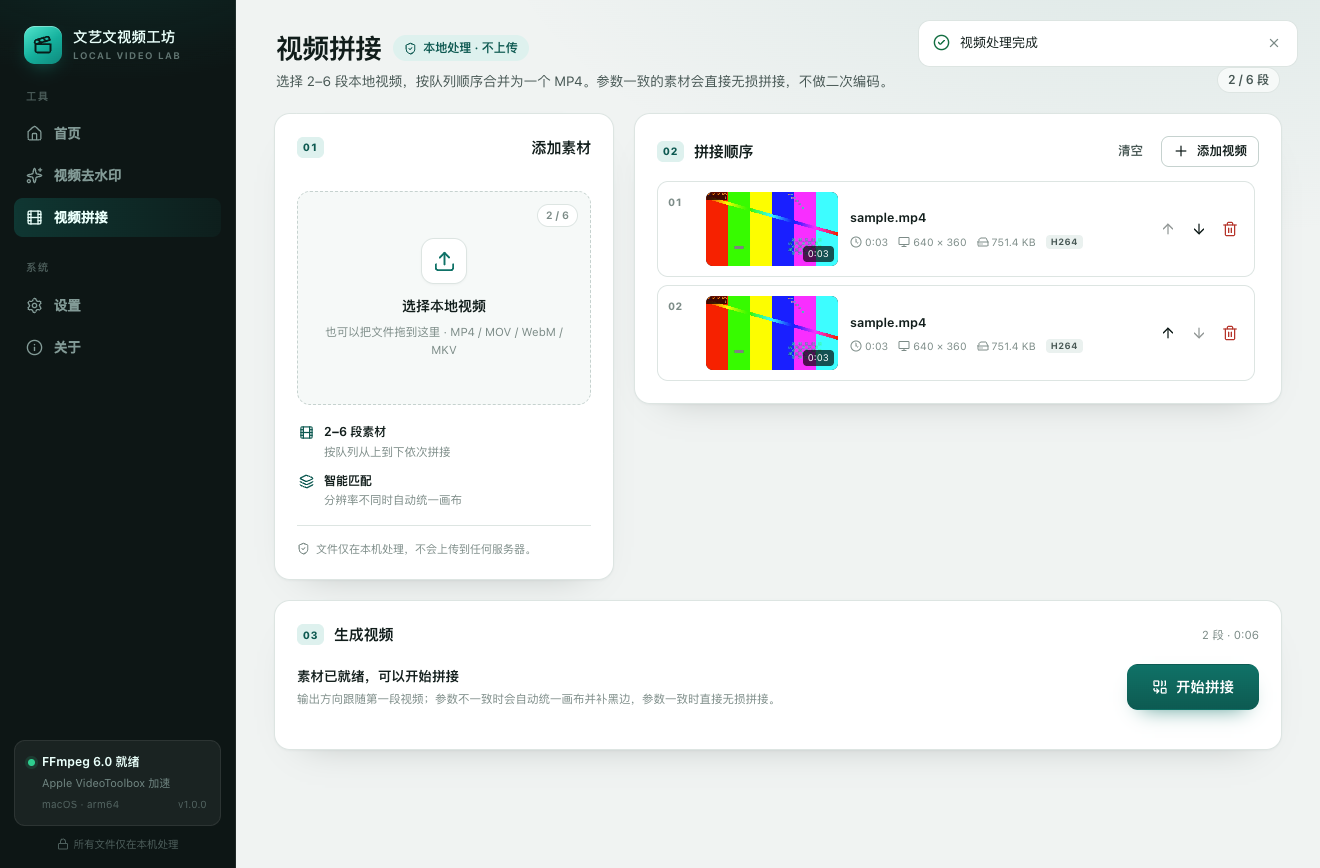 文艺文视频工坊
LOCAL VIDEO LAB
工具
首页
视频去水印
视频拼接
系统
设置
关于
FFmpeg 6.0 就绪
Apple VideoToolbox 加速
macOS · arm64 v1.0.0
所有文件仅在本机处理
视频拼接 本地处理 · 不上传
选择 2–6 段本地视频，按队列顺序合并为一个 MP4。参数一致的素材会直接无损拼接，不做二次编码。
视频处理完成
2 / 6 段
01 添加素材
2 / 6
选择本地视频
也可以把文件拖到这里 · MP4 / MOV / WebM /
MKV
2–6 段素材
按队列从上到下依次拼接
智能匹配
分辨率不同时自动统一画布
文件仅在本机处理，不会上传到任何服务器。
02 拼接顺序 清空 添加视频
01
0:03
sample.mp4
0:03 640 × 360 751.4 KB H264
02
0:03
sample.mp4
0:03 640 × 360 751.4 KB H264
03 生成视频 2 段 · 0:06
素材已就绪，可以开始拼接
输出方向跟随第一段视频；参数不一致时会自动统一画布并补黑边，参数一致时直接无损拼接。
开始拼接